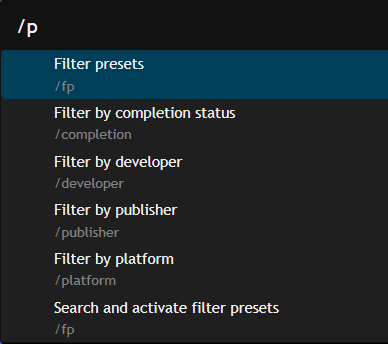 /p
Filter presets
/fp
Filter by completion status
/completion
Filter by developer
/developer
Filter by publisher
/publisher
Filter by platform
/platform
Search and activate filter presets
/fp